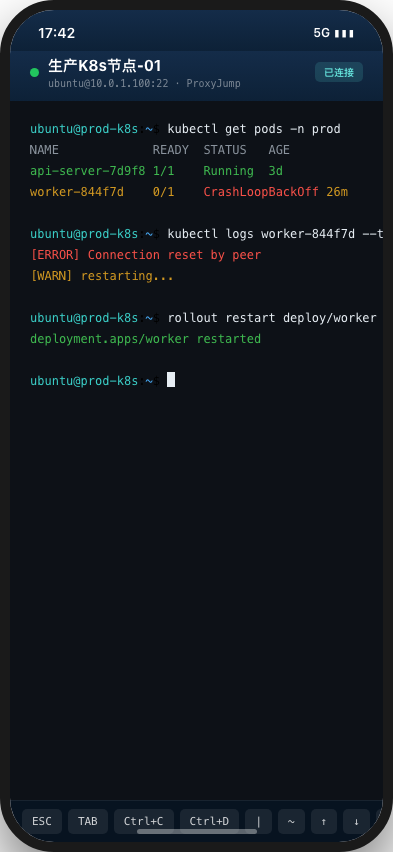 17:42 5G
生产K8s节点-01
ubuntu@10.0.1.100:22 · ProxyJump
已连接
ubuntu@prod-k8s ~$ kubectl get pods -n prod
NAME READY STATUS AGE
api-server-7d9f8 1/1 Running 3d
worker-844f7d 0/1 CrashLoopBackOff 26m
ubuntu@prod-k8s ~$ kubectl logs worker-844f7d --t
[ERROR] Connection reset by peer
[WARN] restarting...
ubuntu@prod-k8s ~$ rollout restart deploy/worker
deployment.apps/worker restarted
ubuntu@prod-k8s ~$
ESC TAB Ctrl+C Ctrl+D | ~ ↑ ↓